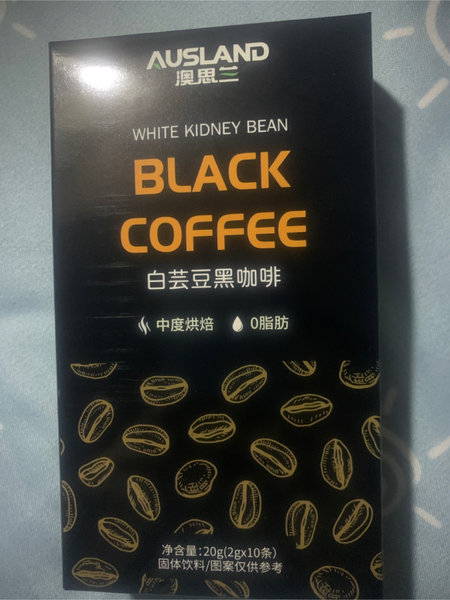 AUSLAND
澳思兰
WHITE KIDNEY BEAN
BLACK
COFFEE
白芸豆黑咖啡
中度烘焙 0脂肪
净含量:20g(2gx10条)
固体饮料/图案仅供参考